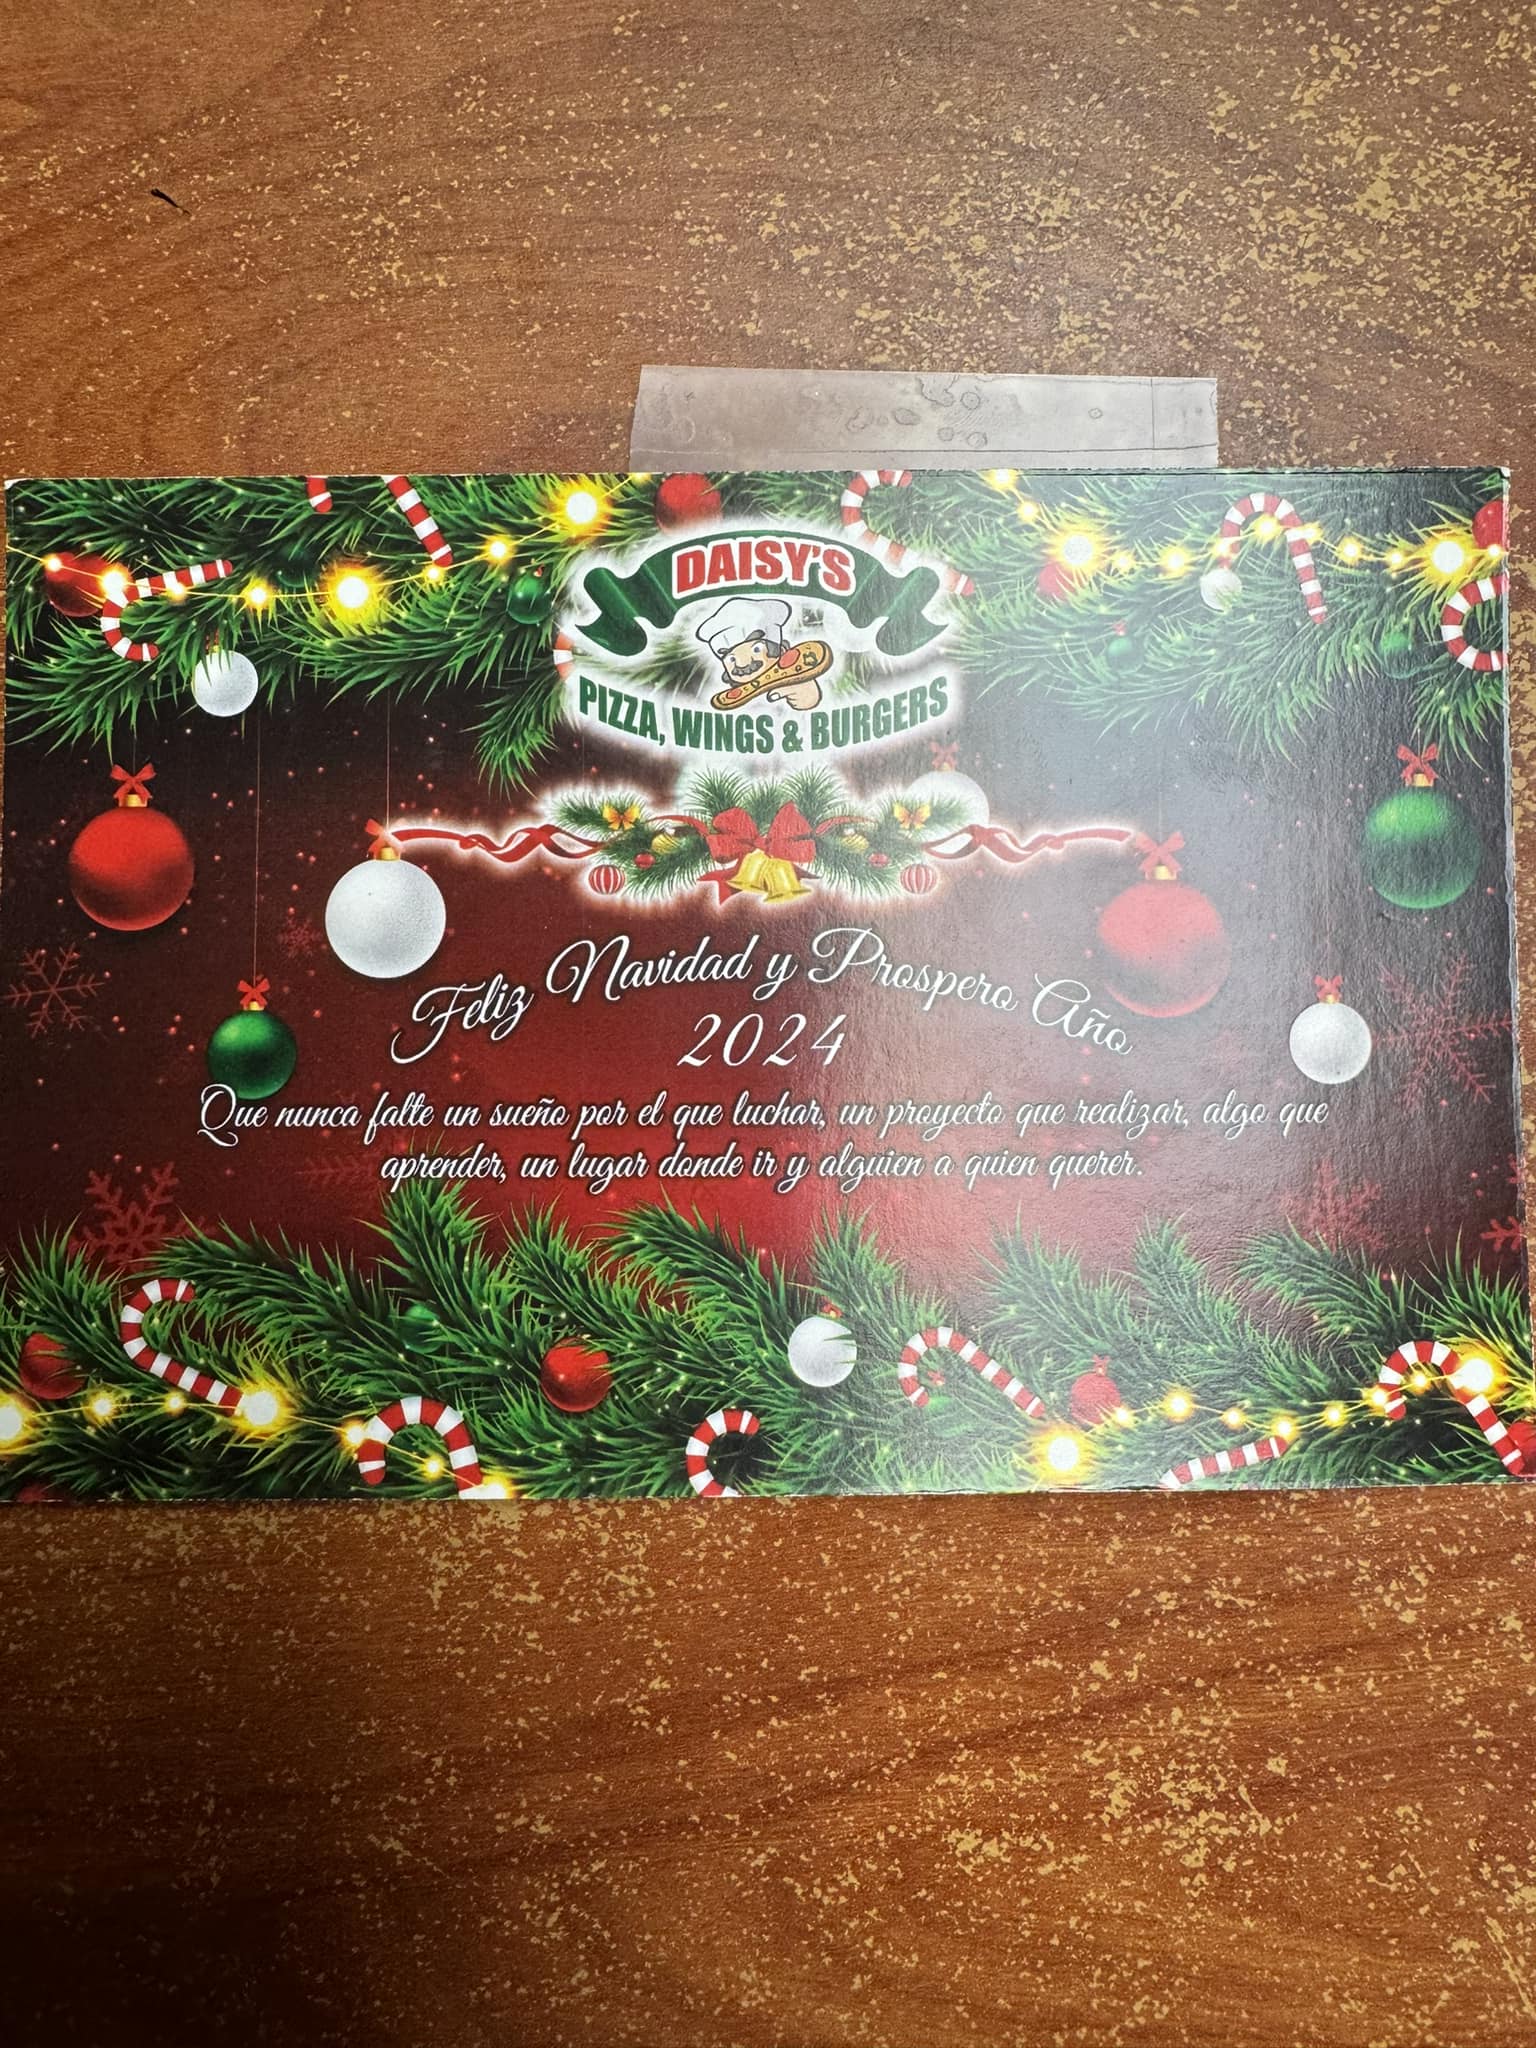 DAISY'S
PIZZA, WINGS & BURGERS
Feliz Navidad y Prospero Año
2024
Que nunca falte un sueño por el que luchar, un proyecto que realizar, algo que
aprender, un lugar donde ir y alguien a quien querer.